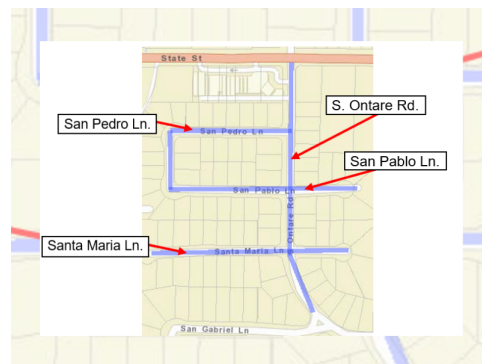 State St
S. Ontare Rd.
San Pedro Ln.
San Pedro Ln
San Pablo Ln.
San Pablo Ln
Ontare Rd
Santa Maria Ln.
Santa Maria Ln
San Gabriel Ln